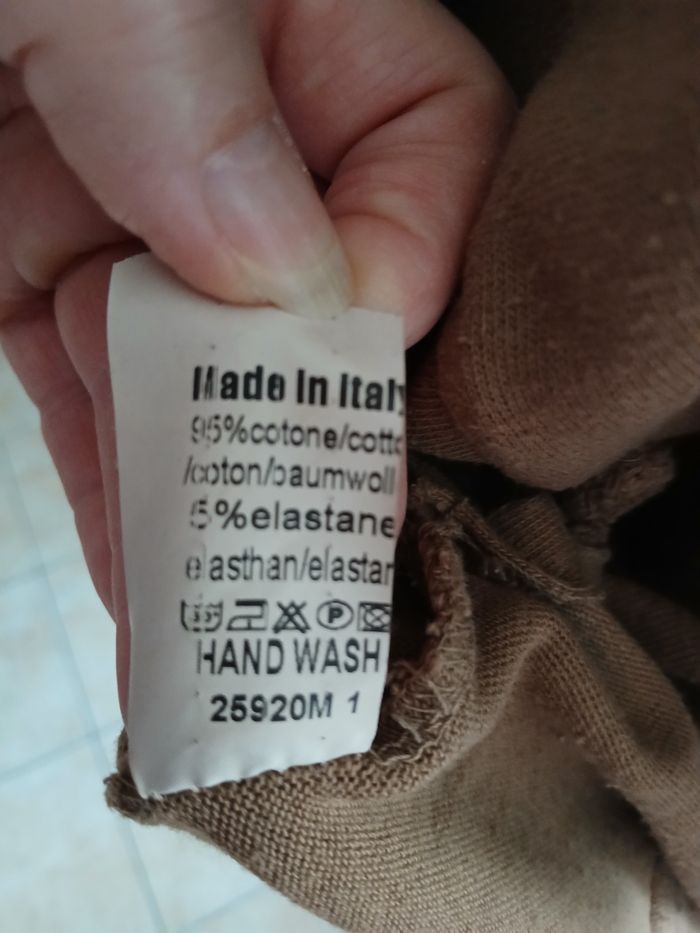 Made In Italy
95%cotone/cotto
/coton/baumwoll
5%elastane
elasthan/elastan
HAND WASH
25920M 1